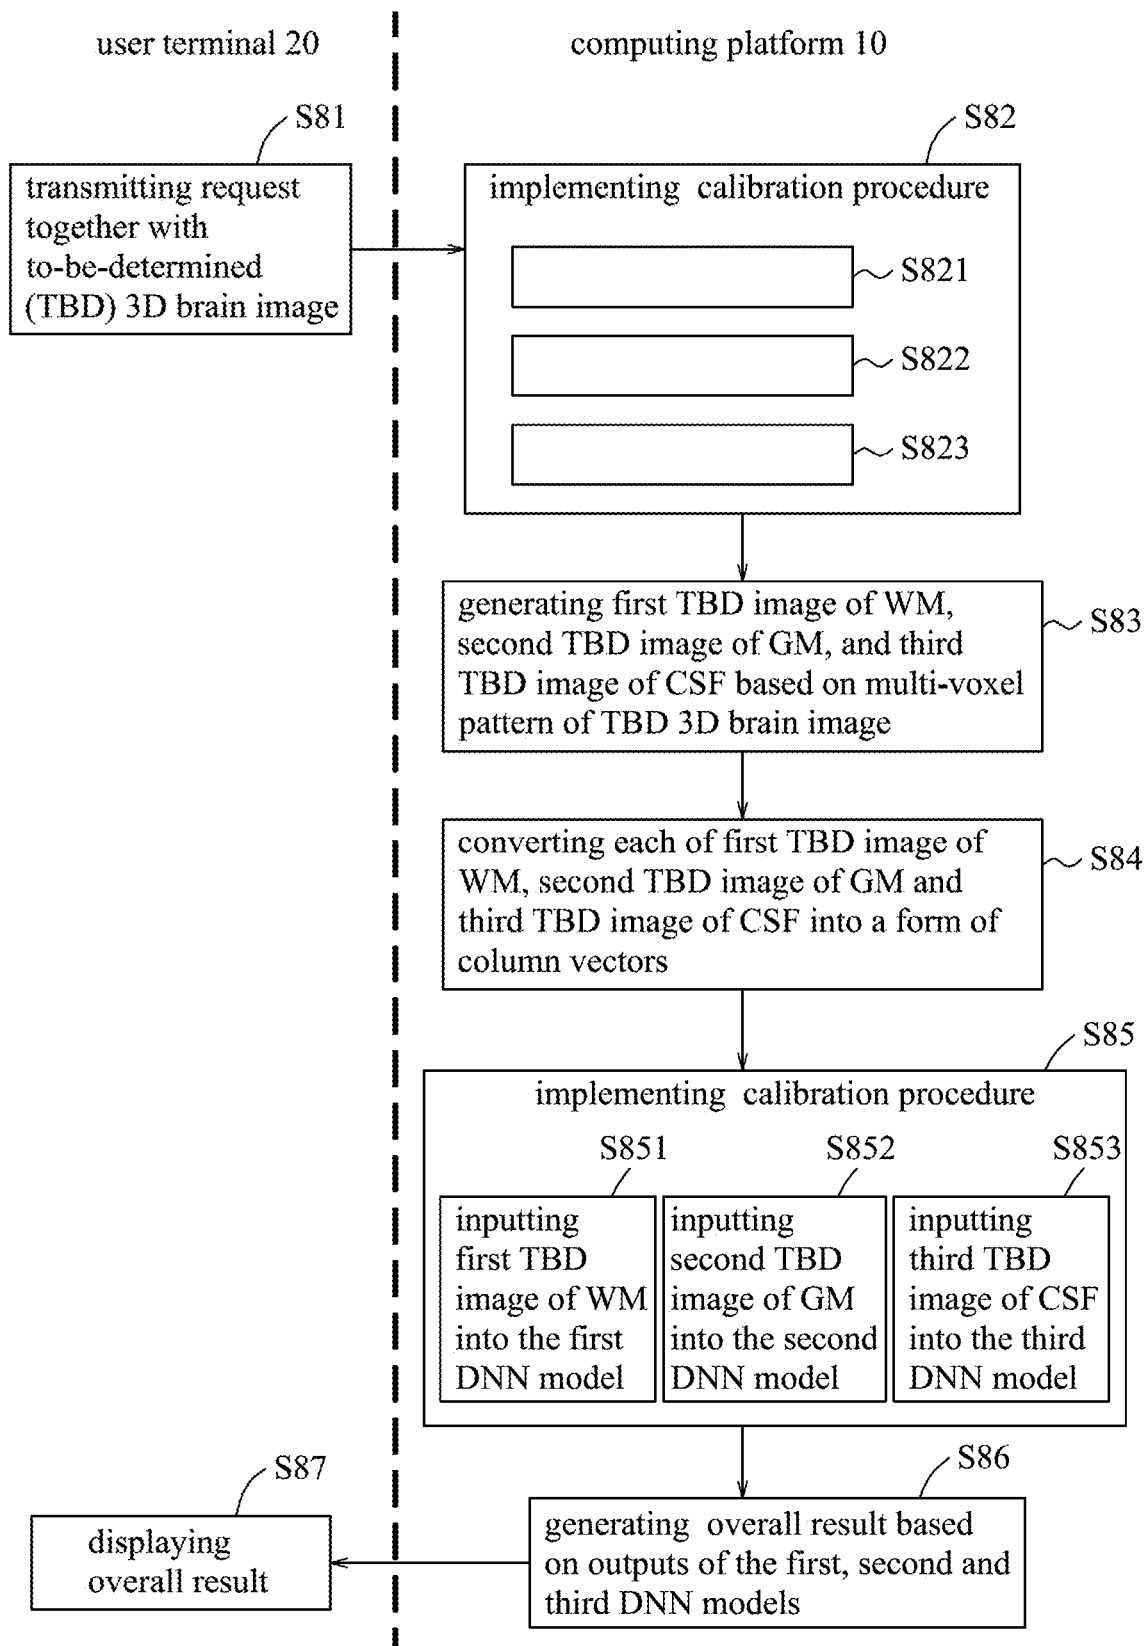 user terminal 20
computing platform 10
S81
transmitting request
together with
to-be-determined
(TBD) 3D brain image
S82
implementing calibration procedure
S821
S822
S823
generating first TBD image of WM,
second TBD image of GM, and third
TBD image of CSF based on multi-voxel
pattern of TBD 3D brain image
S83
converting each of first TBD image of
WM, second TBD image of GM and
third TBD image of CSF into a form of
column vectors
S84
S85
implementing calibration procedure
S851
inputting
first TBD
image of WM
into the first
DNN model
S852
inputting
second TBD
image of GM
into the second
DNN model
S853
inputting
third TBD
image of CSF
into the third
DNN model
S86
generating overall result based
on outputs of the first, second and
third DNN models
S87
displaying
overall result